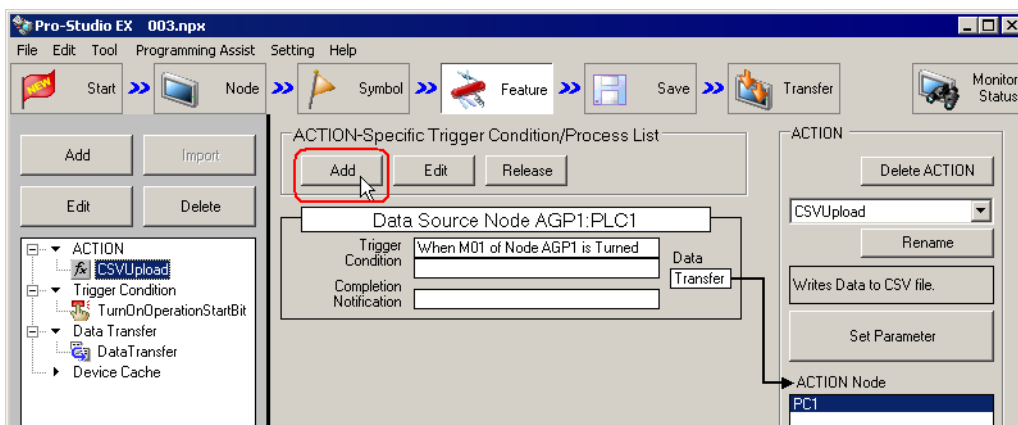 Pro-Studio EX 003.npx
File Edit Tool Programming Assist Setting Help
NEW Start Node Symbol Feature Save Transfer Monitor Status
ACTION-Specific Trigger Condition/Process List
ACTION
Add Import
Add Edit Release
Delete ACTION
Edit Delete
Data Source Node AGP1:PLC1
CSVUpload
Trigger Condition
When M01 of Node AGP1 is Turned
Data Transfer
Rename
Completion Notification
Writes Data to CSV file.
Set Parameter
ACTION Node
PC1
ACTION
fx CSVUpload
Trigger Condition
TurnOnOperationStartBit
Data Transfer
DataTransfer
Device Cache